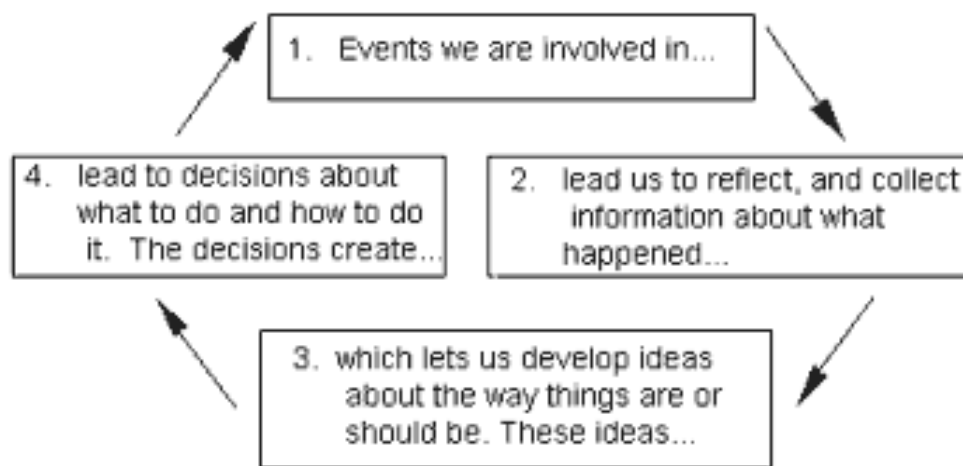 1. Events we are involved in...
2. lead us to reflect, and collect
information about what
happened...
3. which lets us develop ideas
about the way things are or
should be. These ideas...
4. lead to decisions about
what to do and how to do
it. The decisions create...